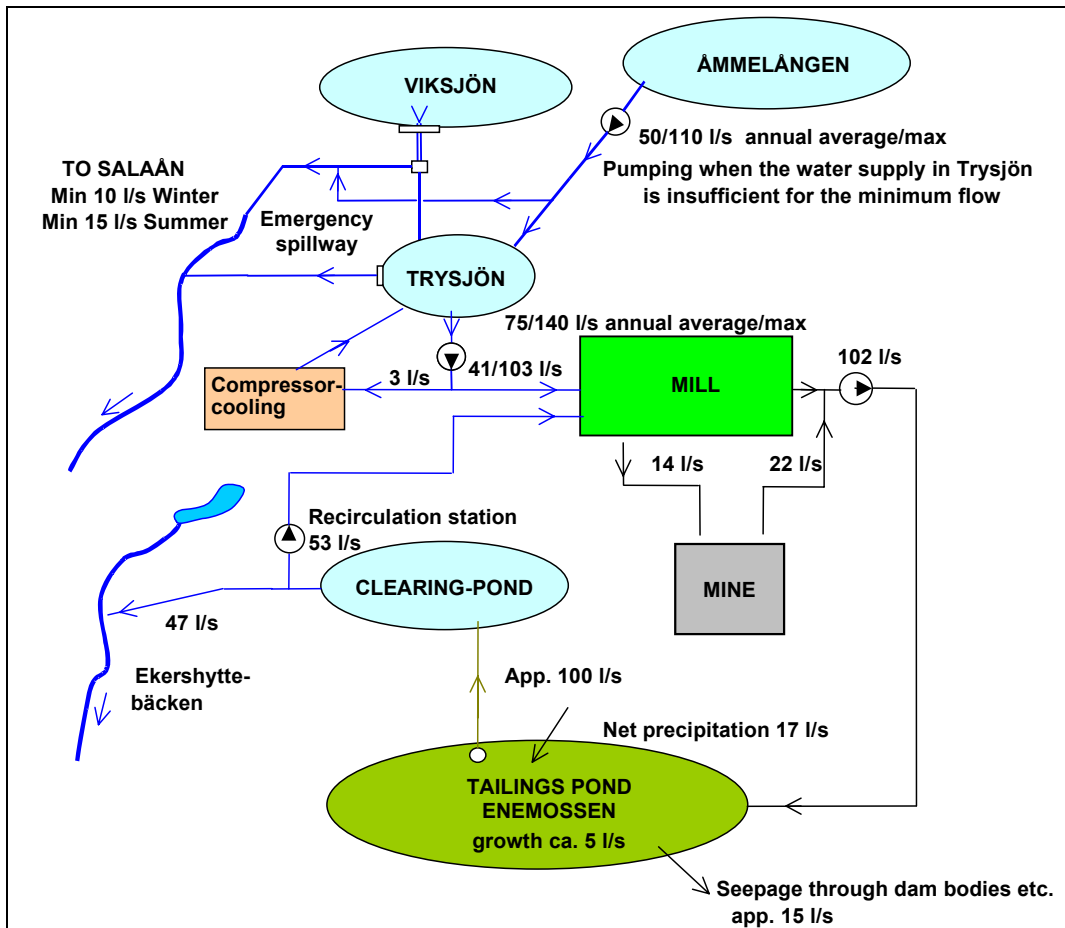 VIKSJÖN
ÅMMELÅNGEN
50/110 l/s annual average/max
Pumping when the water supply in Trysjön
is insufficient for the minimum flow
TO SALAÅN
Min 10 l/s Winter
Min 15 l/s Summer
Emergency
spillway
TRYSJÖN
75/140 l/s annual average/max
41/103 l/s
3 l/s
Compressor-
cooling
MILL
102 l/s
14 l/s
22 l/s
Recirculation station
53 l/s
CLEARING-POND
MINE
47 l/s
Ekershytte-
bäcken
App. 100 l/s
Net precipitation 17 l/s
TAILINGS POND
ENEMOSSEN
growth ca. 5 l/s
Seepage through dam bodies etc.
app. 15 l/s